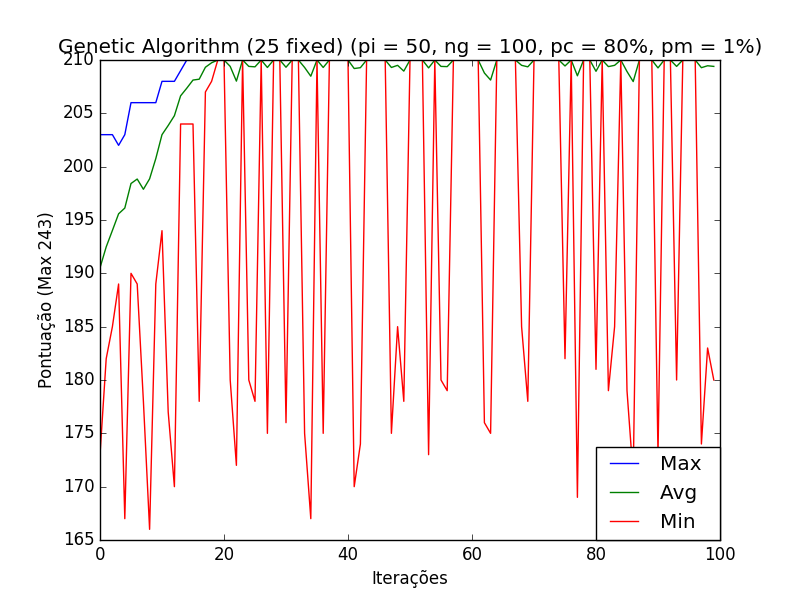 Genetic Algorithm (25 fixed) (pi = 50, ng = 100, pc = 80%, pm = 1%)
210
205
200
195
190
185
180
175
170
165
Pontuação (Max 243)
Max
Avg
Min
0 20 40 60 80 100
Iterações